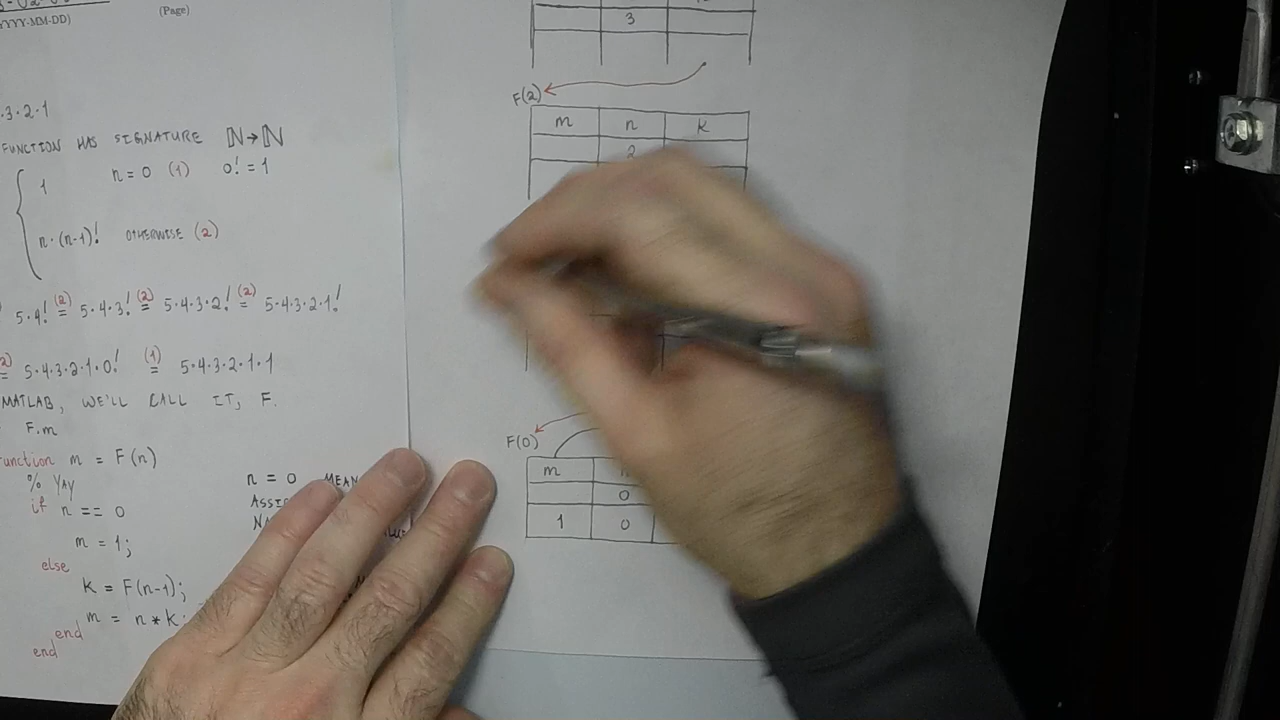 (YYYY-MM-DD)
(Page)
.3.2.1
FUNCTION HAS SIGNATURE ℕ→ℕ
{ 1 n = 0 (1) 0! = 1
n·(n-1)! OTHERWISE (2)
5·4! (2)= 5·4·3! (2)= 5·4·3·2! (2)= 5·4·3·2·1!
= 5·4·3·2·1·0! (1)= 5·4·3·2·1·1
MATLAB, WE'LL CALL IT, F.
F.m
function m = F(n)
% YAY
if n == 0
m = 1;
else
k = F(n-1);
m = n*k;
end
end
n = 0
3
F(2)
m n k
2
F(0)
m
0
1 0